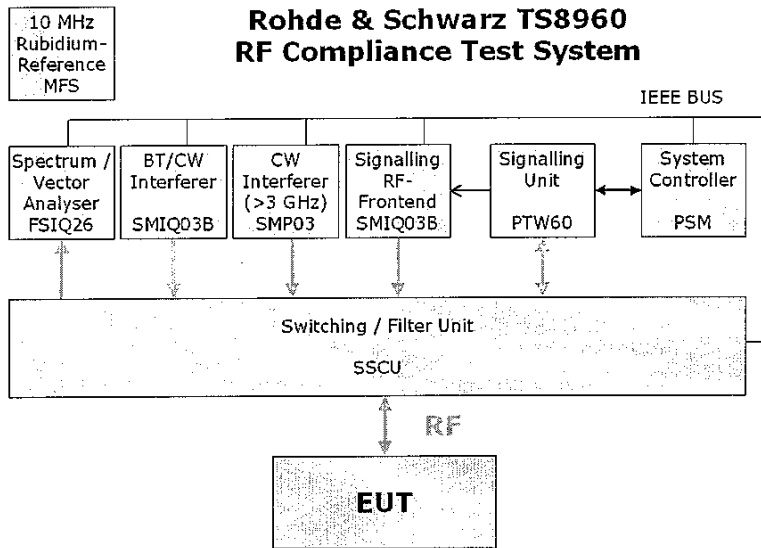 Rohde & Schwarz TS8960
RF Compliance Test System
10 MHz
Rubidium-
Reference
MFS
IEEE BUS
Spectrum /
Vector
Analyser
FSIQ26
BT/CW
Interferer
SMIQ03B
CW
Interferer
(>3 GHz)
SMP03
Signalling
RF-
Frontend
SMIQ03B
Signalling
Unit
PTW60
System
Controller
PSM
Switching / Filter Unit
SSCU
RF
EUT